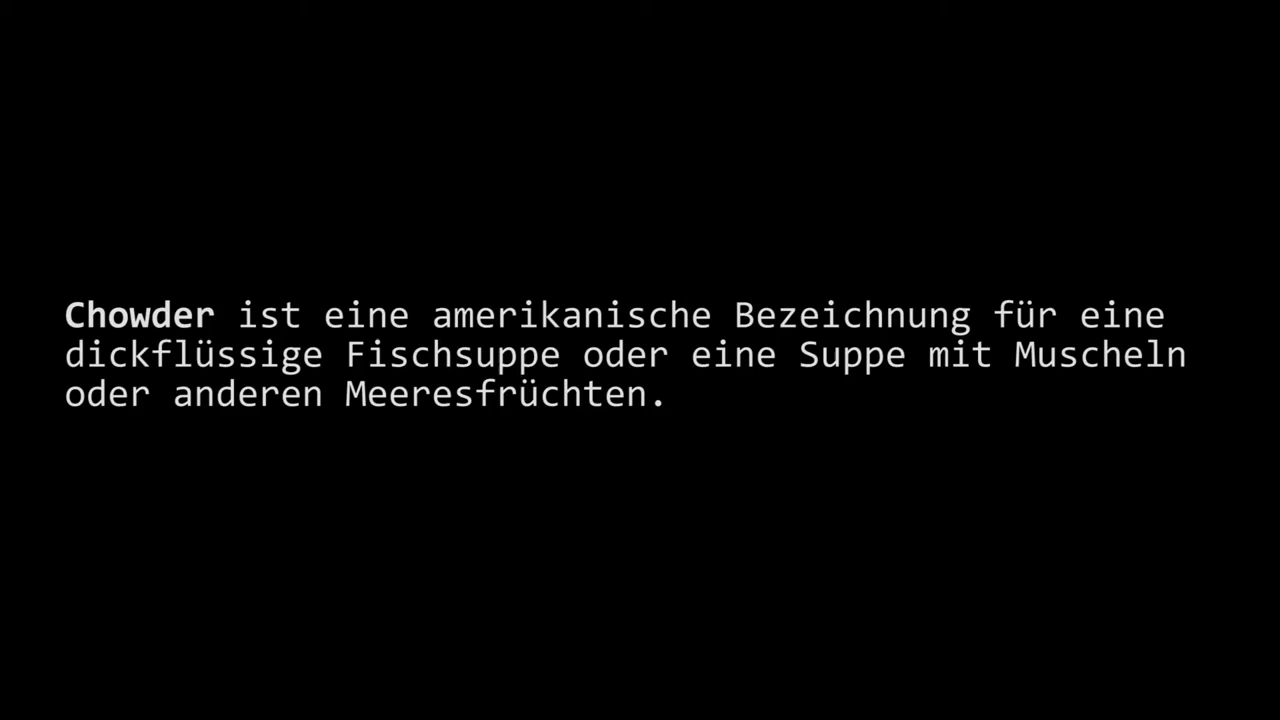 Chowder ist eine amerikanische Bezeichnung für eine
dickflüssige Fischsuppe oder eine Suppe mit Muscheln
oder anderen Meeresfrüchten.